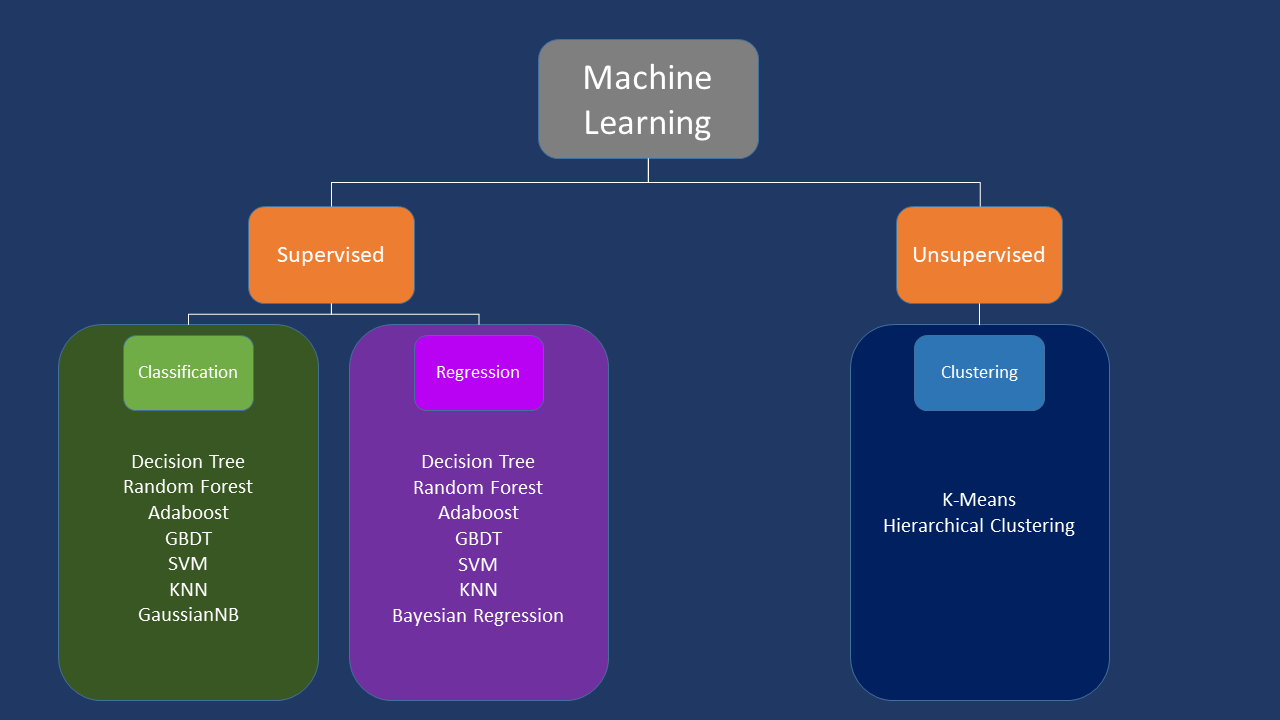 Machine
Learning
Supervised
Unsupervised
Classification
Decision Tree
Random Forest
Adaboost
GBDT
SVM
KNN
GaussianNB
Regression
Decision Tree
Random Forest
Adaboost
GBDT
SVM
KNN
Bayesian Regression
Clustering
K-Means
Hierarchical Clustering